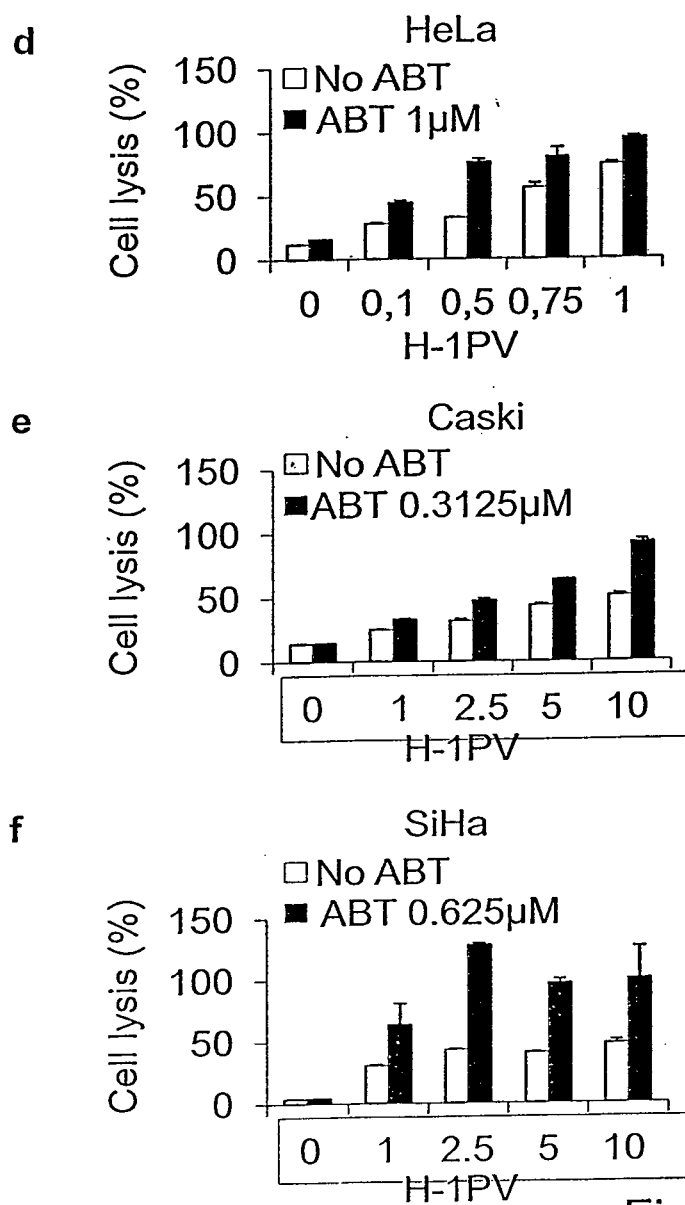 d
HeLa
Cell lysis (%)
150
100
50
0
No ABT
ABT 1µM
0 0,1 0,5 0,75 1
H-1PV
e
Caski
Cell lysis (%)
150
100
50
0
No ABT
ABT 0.3125µM
0 1 2.5 5 10
H-1PV
f
SiHa
Cell lysis (%)
150
100
50
0
No ABT
ABT 0.625µM
0 1 2.5 5 10
H-1PV